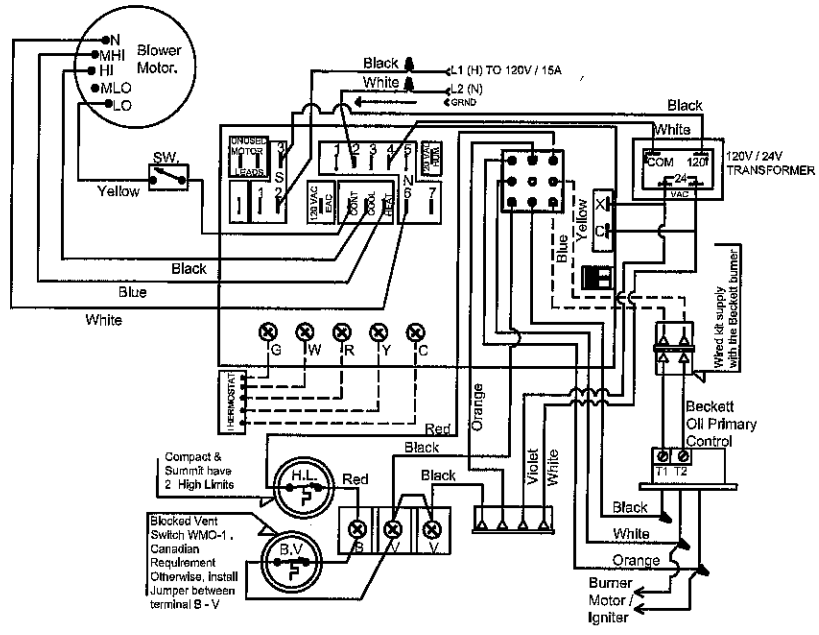 N
MHI
HI
MLO
LO
Blower
Motor.
Black
White
L1 (H) TO 120V / 15A
L2 (N)
GRND
Black
White
COM
120
24
VAC
120V / 24V
TRANSFORMER
UNUSED
MOTOR
LEADS
3
S
1
2
120 VAC
EAC
1
2
3
4
5
N
6
7
120 VAC
HUM
CONT
COOL
HEAT
SW.
Yellow
Black
Blue
White
X
C
Yellow
Blue
Wired kit supply
with the Beckett burner
G
W
R
Y
C
THERMOSTAT
Red
Orange
Black
Black
Violet
White
Beckett
Oil Primary
Control
T1
T2
Compact &
Summit have
2 High Limits
H.L.
Red
Blocked Vent
Switch WMO-1 ,
Canadian
Requirement
Otherwise, Install
Jumper between
terminal B - V
B.V
B
V
V
Black
White
Orange
Burner
Motor /
Igniter